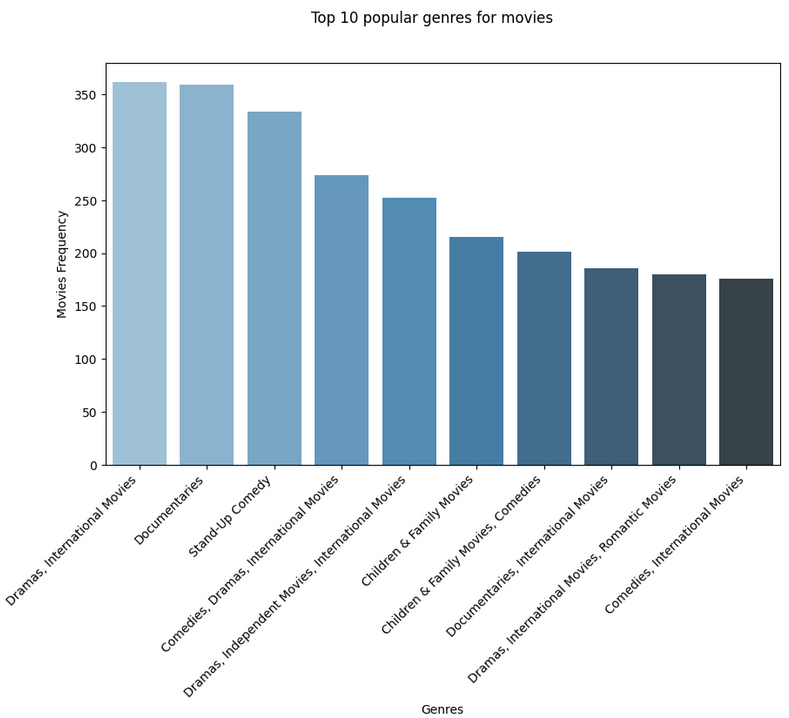 Top 10 popular genres for movies
350
300
250
200
150
100
50
0
Movies Frequency
Dramas, International Movies
Documentaries
Stand-Up Comedy
Comedies, Dramas, International Movies
Dramas, Independent Movies, International Movies
Children & Family Movies
Children & Family Movies, Comedies
Documentaries, International Movies
Dramas, International Movies, Romantic Movies
Comedies, International Movies
Genres